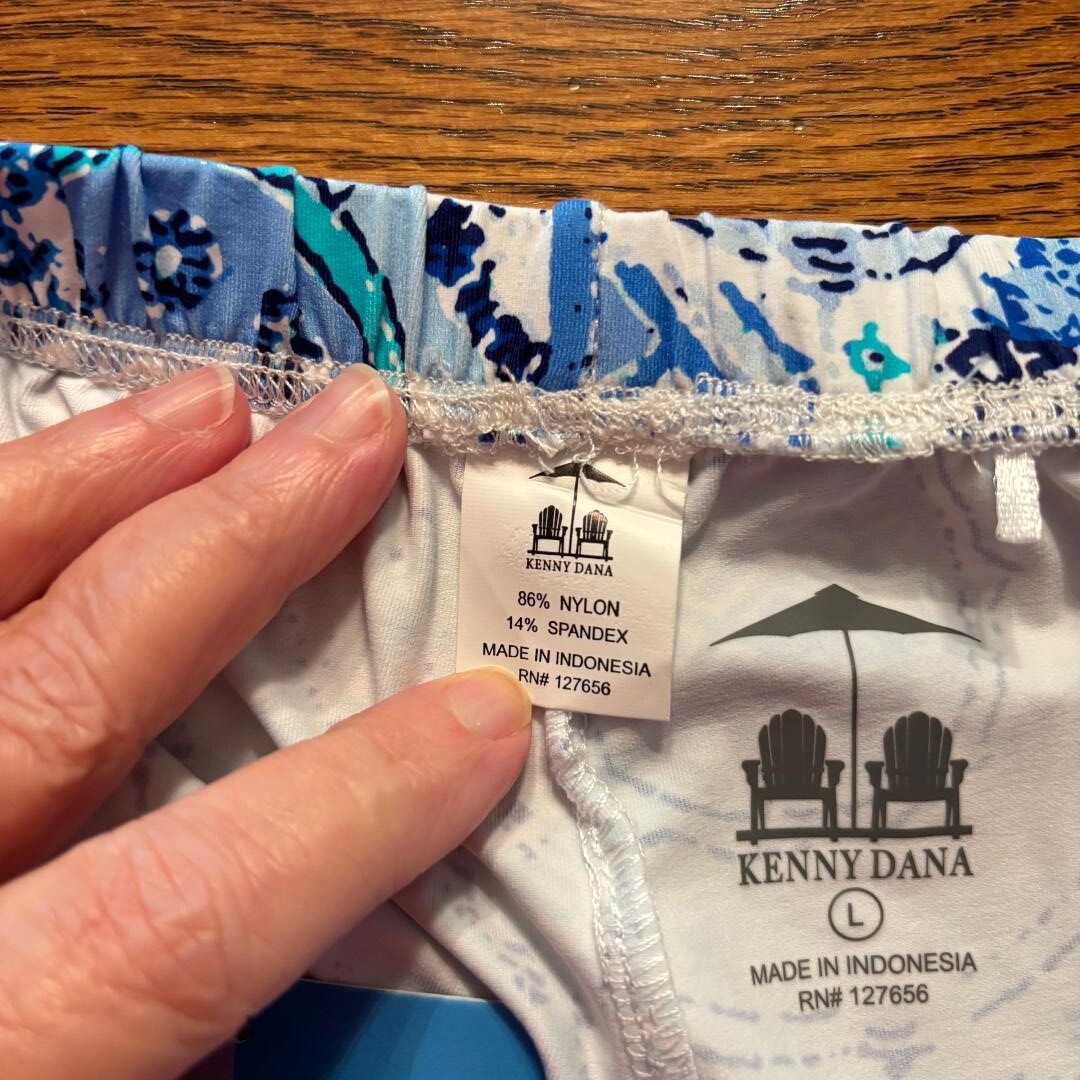 KENNY DANA
86% NYLON
14% SPANDEX
MADE IN INDONESIA
RN# 127656
KENNY DANA
L
MADE IN INDONESIA
RN# 127656